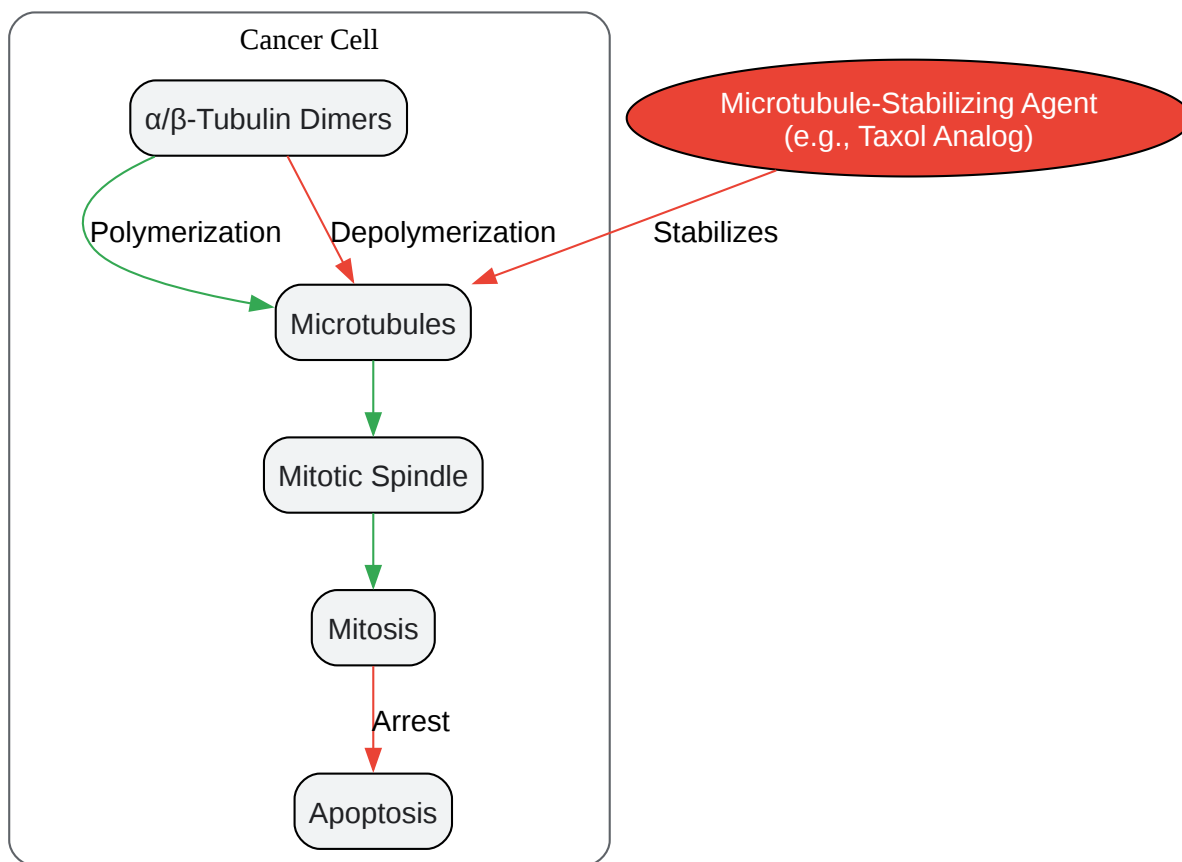 Cancer Cell
α/β-Tubulin Dimers
Microtubule-Stabilizing Agent
(e.g., Taxol Analog)
Polymerization
Depolymerization
Stabilizes
Microtubules
Mitotic Spindle
Mitosis
Arrest
Apoptosis